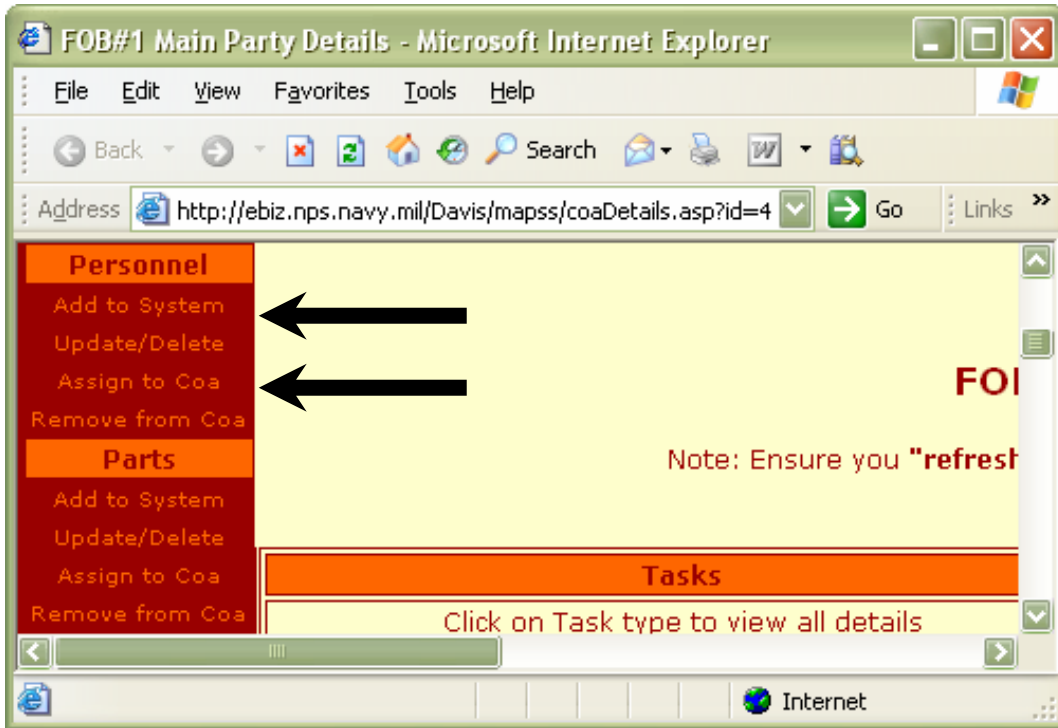 FOB#1 Main Party Details - Microsoft Internet Explorer
File Edit View Favorites Tools Help
Back Search W
Address http://ebiz.nps.navy.mil/Davis/mapss/coaDetails.asp?id=4 Go Links »
Personnel
Add to System
Update/Delete
Assign to Coa
FO
Remove from Coa
Parts
Note: Ensure you "refresh
Add to System
Update/Delete
Assign to Coa
Tasks
Remove from Coa
Click on Task type to view all details
Internet